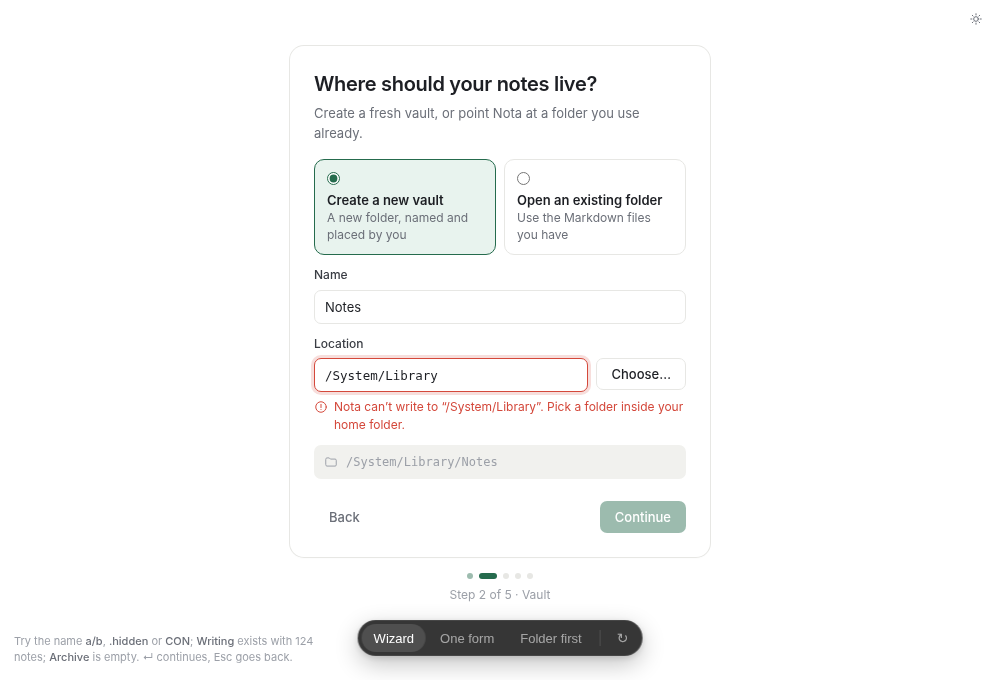 Where should your notes live?
Create a fresh vault, or point Nota at a folder you use
already.
Create a new vault
A new folder, named and
placed by you
Open an existing folder
Use the Markdown files
you have
Name
Notes
Location
/System/Library
Choose…
Nota can’t write to “/System/Library”. Pick a folder inside your
home folder.
/System/Library/Notes
Back
Continue
Step 2 of 5 · Vault
Try the name a/b, .hidden or CON; Writing exists with 124
notes; Archive is empty. ↵ continues, Esc goes back.
Wizard
One form
Folder first
↻